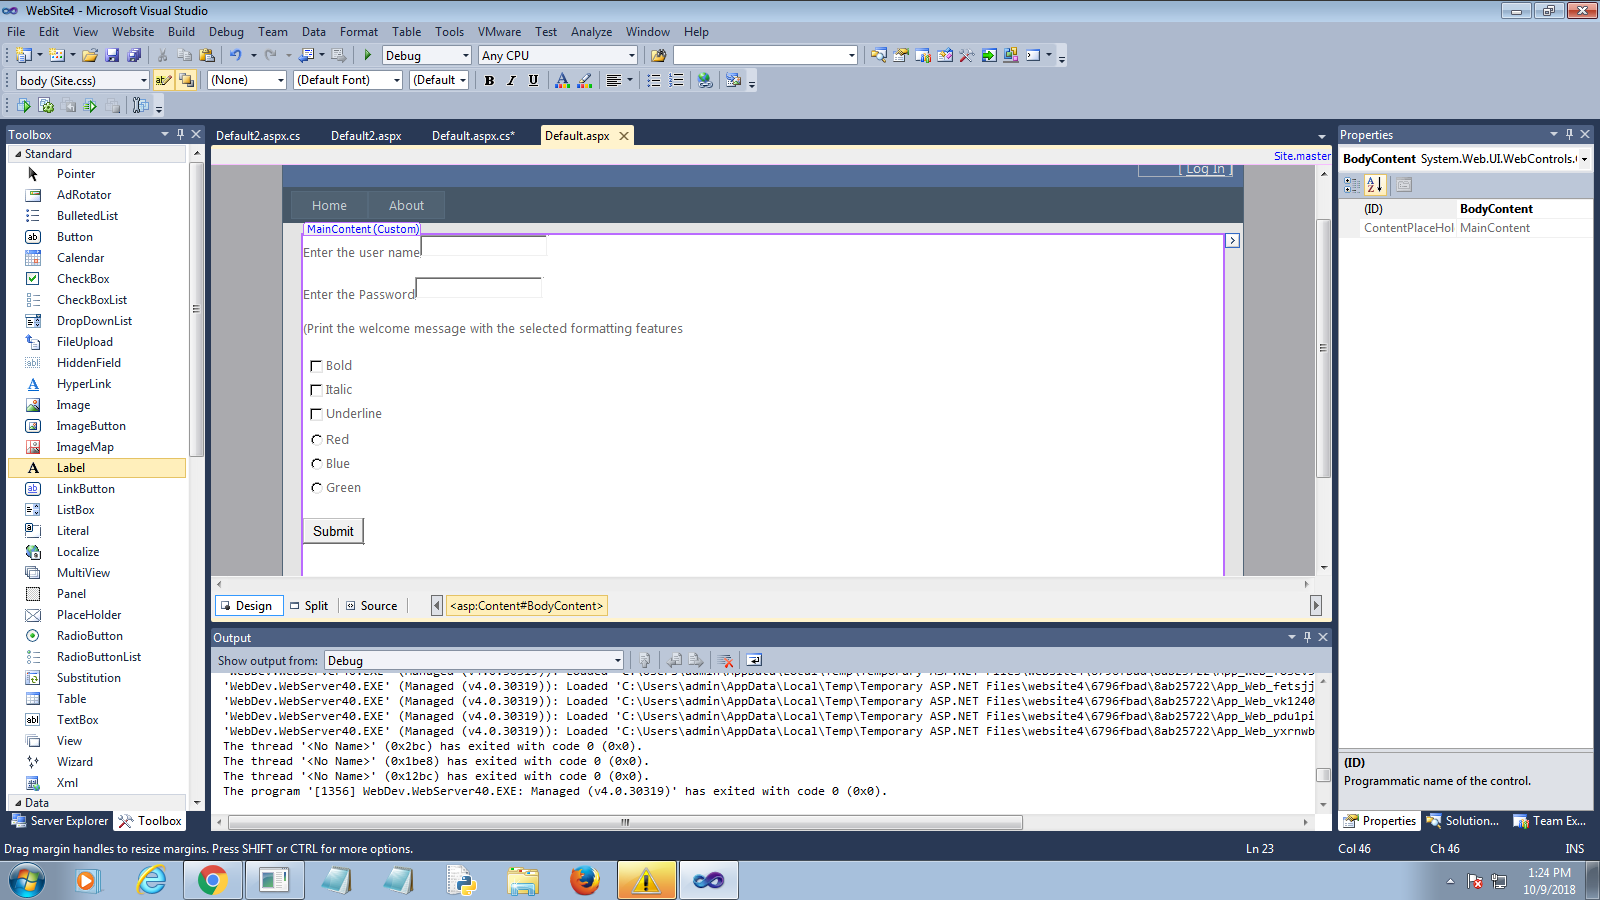 WebSite4 - Microsoft Visual Studio
File Edit View Website Build Debug Team Data Format Table Tools VMware Test Analyze Window Help
Debug Any CPU
body (Site.css) (None) (Default Font) (Default B I U
Toolbox
Standard
Pointer
AdRotator
BulletedList
Button
Calendar
CheckBox
CheckBoxList
DropDownList
FileUpload
HiddenField
HyperLink
Image
ImageButton
ImageMap
Label
LinkButton
ListBox
Literal
Localize
MultiView
Panel
PlaceHolder
RadioButton
RadioButtonList
Substitution
Table
TextBox
View
Wizard
Xml
Data
Server Explorer Toolbox
Default2.aspx.cs Default2.aspx Default.aspx.cs* Default.aspx
Site.master
[ Log In ]
Home About
MainContent (Custom)
Enter the user name
Enter the Password
(Print the welcome message with the selected formatting features
Bold
Italic
Underline
Red
Blue
Green
Submit
Design Split Source <asp:Content#BodyContent>
Output
Show output from: Debug
'WebDev.WebServer40.EXE' (Managed (v4.0.30319)): Loaded 'C:\Users\admin\AppData\Local\Temp\Temporary ASP.NET Files\website4\6796fbad\8ab25722\App_Web_fetsjj
'WebDev.WebServer40.EXE' (Managed (v4.0.30319)): Loaded 'C:\Users\admin\AppData\Local\Temp\Temporary ASP.NET Files\website4\6796fbad\8ab25722\App_Web_vk1240
'WebDev.WebServer40.EXE' (Managed (v4.0.30319)): Loaded 'C:\Users\admin\AppData\Local\Temp\Temporary ASP.NET Files\website4\6796fbad\8ab25722\App_Web_pdu1pi
'WebDev.WebServer40.EXE' (Managed (v4.0.30319)): Loaded 'C:\Users\admin\AppData\Local\Temp\Temporary ASP.NET Files\website4\6796fbad\8ab25722\App_Web_yxrnwb
The thread '<No Name>' (0x2bc) has exited with code 0 (0x0).
The thread '<No Name>' (0x1be8) has exited with code 0 (0x0).
The thread '<No Name>' (0x12bc) has exited with code 0 (0x0).
The program '[1356] WebDev.WebServer40.EXE: Managed (v4.0.30319)' has exited with code 0 (0x0).
Properties
BodyContent System.Web.UI.WebControls.
(ID) BodyContent
ContentPlaceHol MainContent
(ID)
Programmatic name of the control.
Properties Solution... Team Ex...
Drag margin handles to resize margins. Press SHIFT or CTRL for more options. Ln 23 Col 46 Ch 46 INS
1:24 PM
10/9/2018